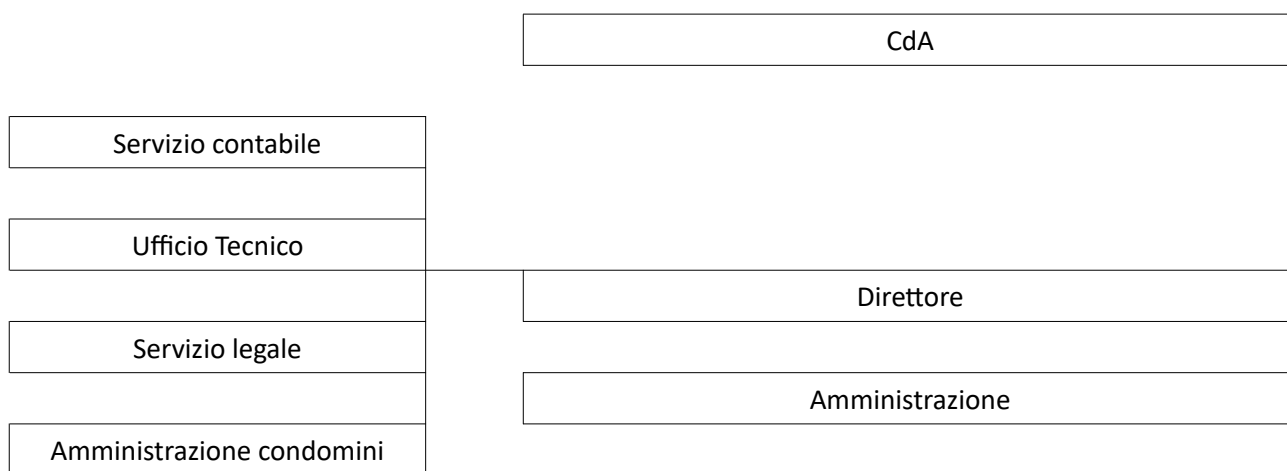 CdA
Servizio contabile
Ufficio Tecnico
Direttore
Servizio legale
Amministrazione
Amministrazione condomini